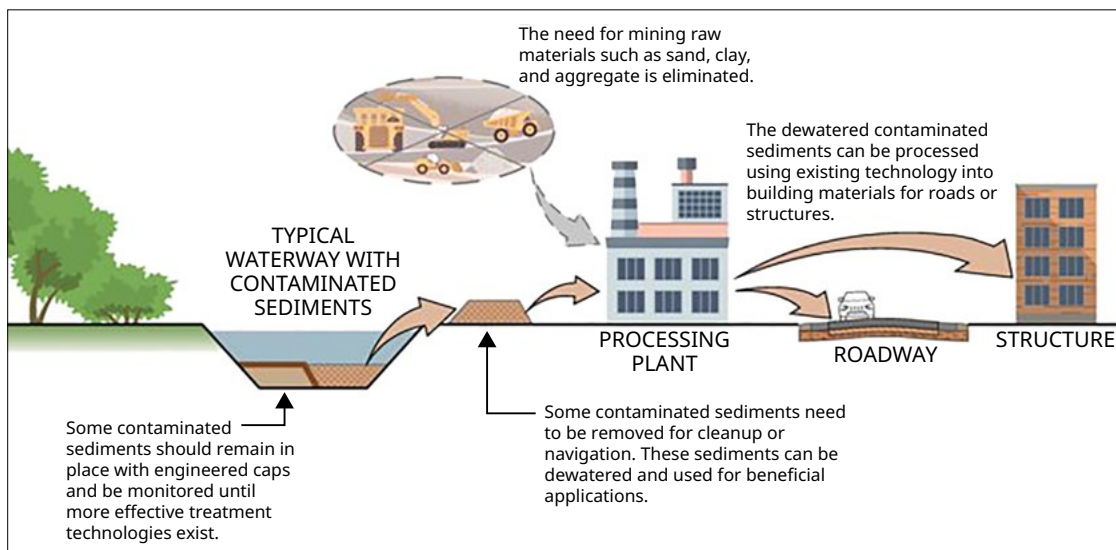 The need for mining raw
materials such as sand, clay,
and aggregate is eliminated.
The dewatered contaminated
sediments can be processed
using existing technology into
building materials for roads or
structures.
TYPICAL
WATERWAY WITH
CONTAMINATED
SEDIMENTS
PROCESSING
PLANT
ROADWAY
STRUCTURE
Some contaminated
sediments should remain in
place with engineered caps
and be monitored until
more effective treatment
technologies exist.
Some contaminated sediments need
to be removed for cleanup or
navigation. These sediments can be
dewatered and used for beneficial
applications.